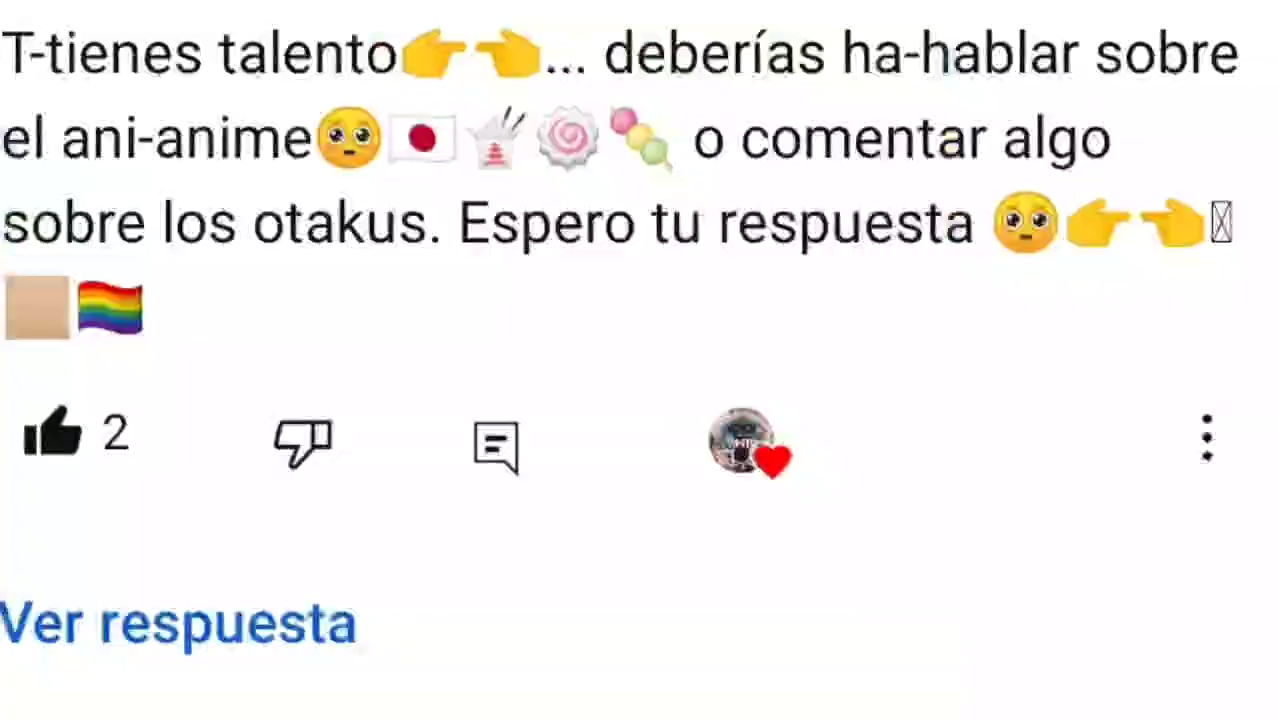 T-tienes talento👉👈... deberías ha-hablar sobre
el ani-anime🥺🇯🇵🥡🍥🍡 o comentar algo
sobre los otakus. Espero tu respuesta 🥺👉👈
🏼🏳️‍🌈
2
Ver respuesta